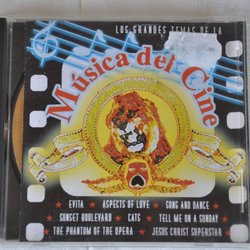 LOS GRANDES TEMAS DE LA
Música del Cine
★ EVITA ★ ASPECTS OF LOVE ★ SONG AND DANCE ★
SUNSET BOULEVARD ★ CATS ★ TELL ME ON A SUNDAY
★ THE PHANTOM OF THE OPERA ★ JESUS CHRIST SUPERSTAR ★